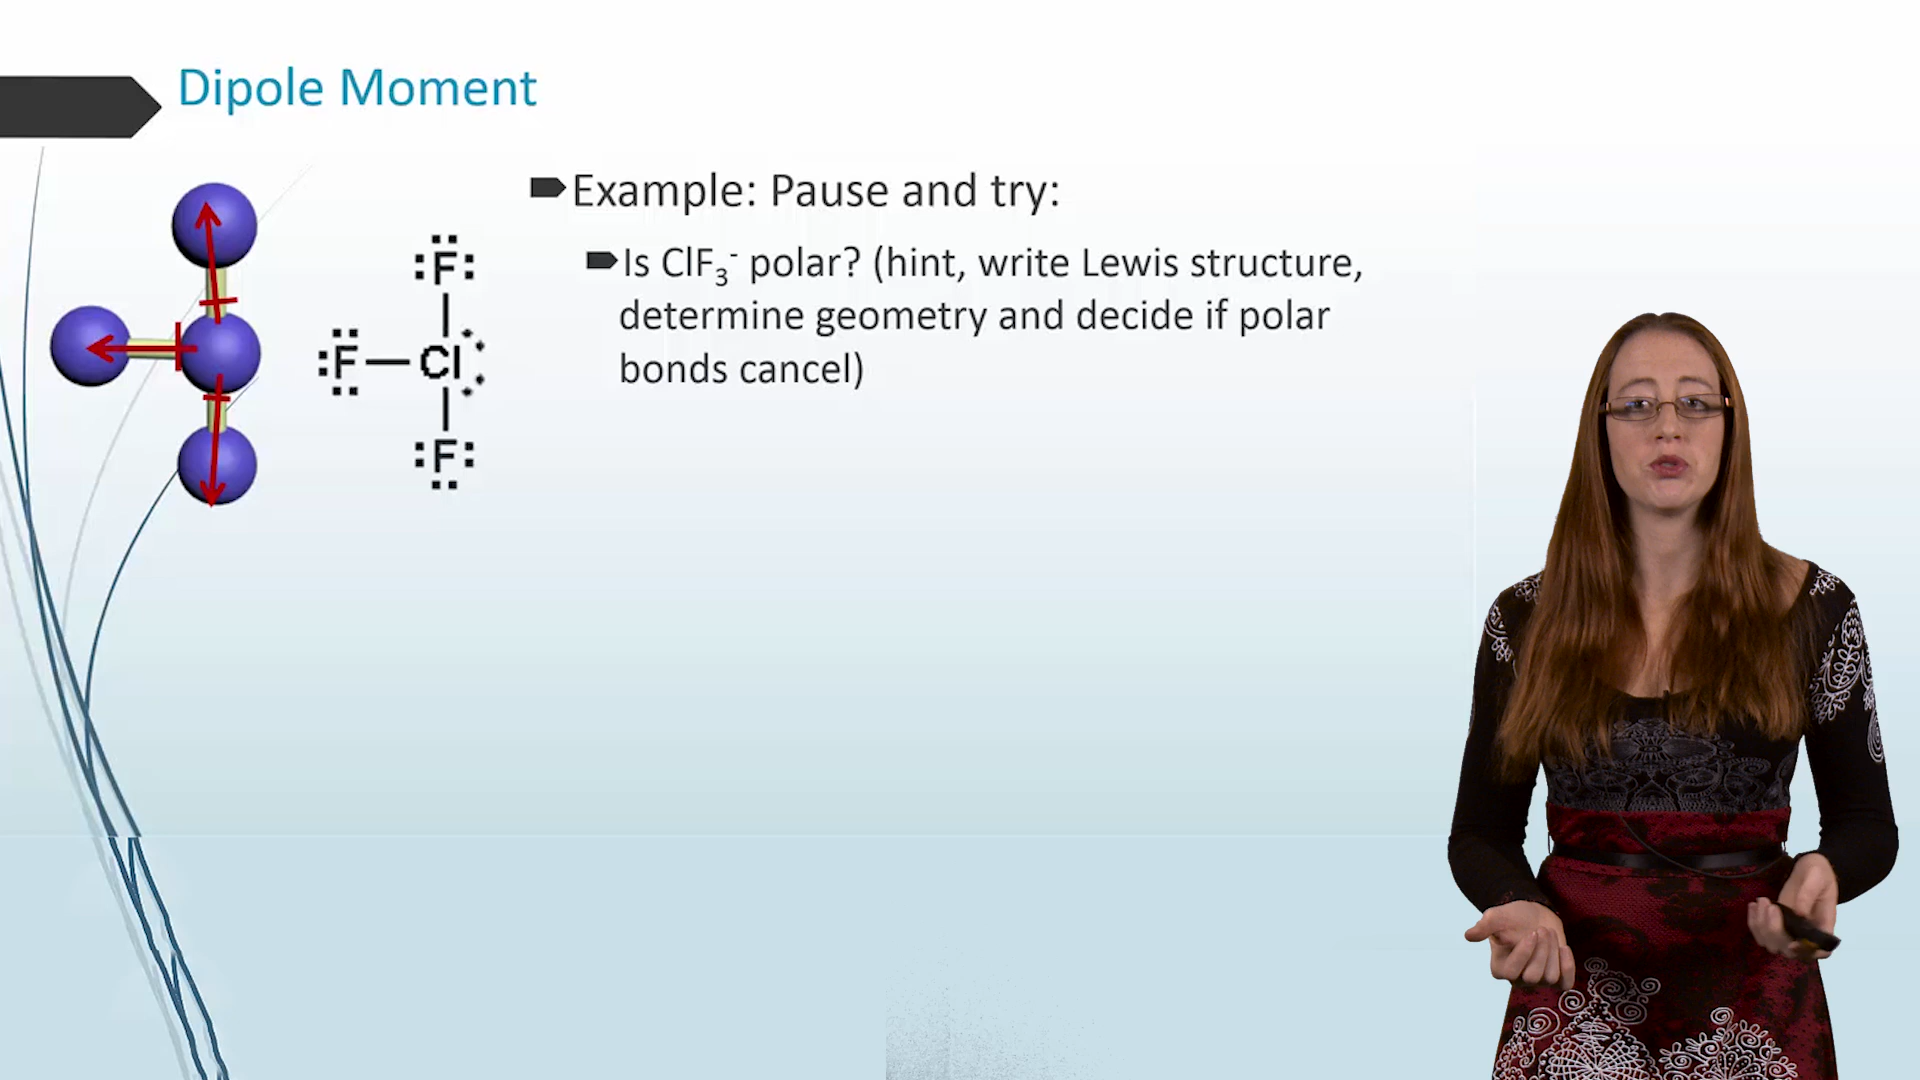 Dipole Moment
Example: Pause and try:
Is ClF₃⁻ polar? (hint, write Lewis structure,
determine geometry and decide if polar
bonds cancel)
F
F Cl
F